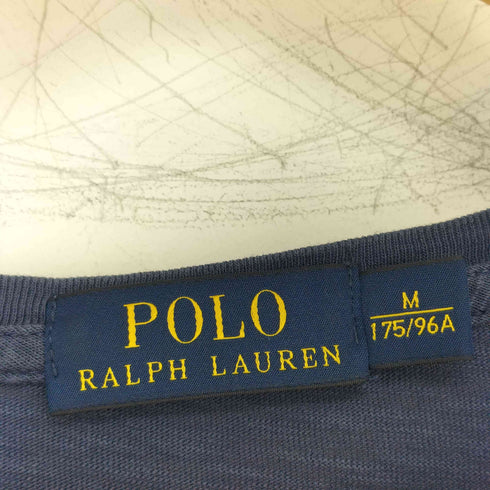 POLO
RALPH LAUREN
M
175/96A